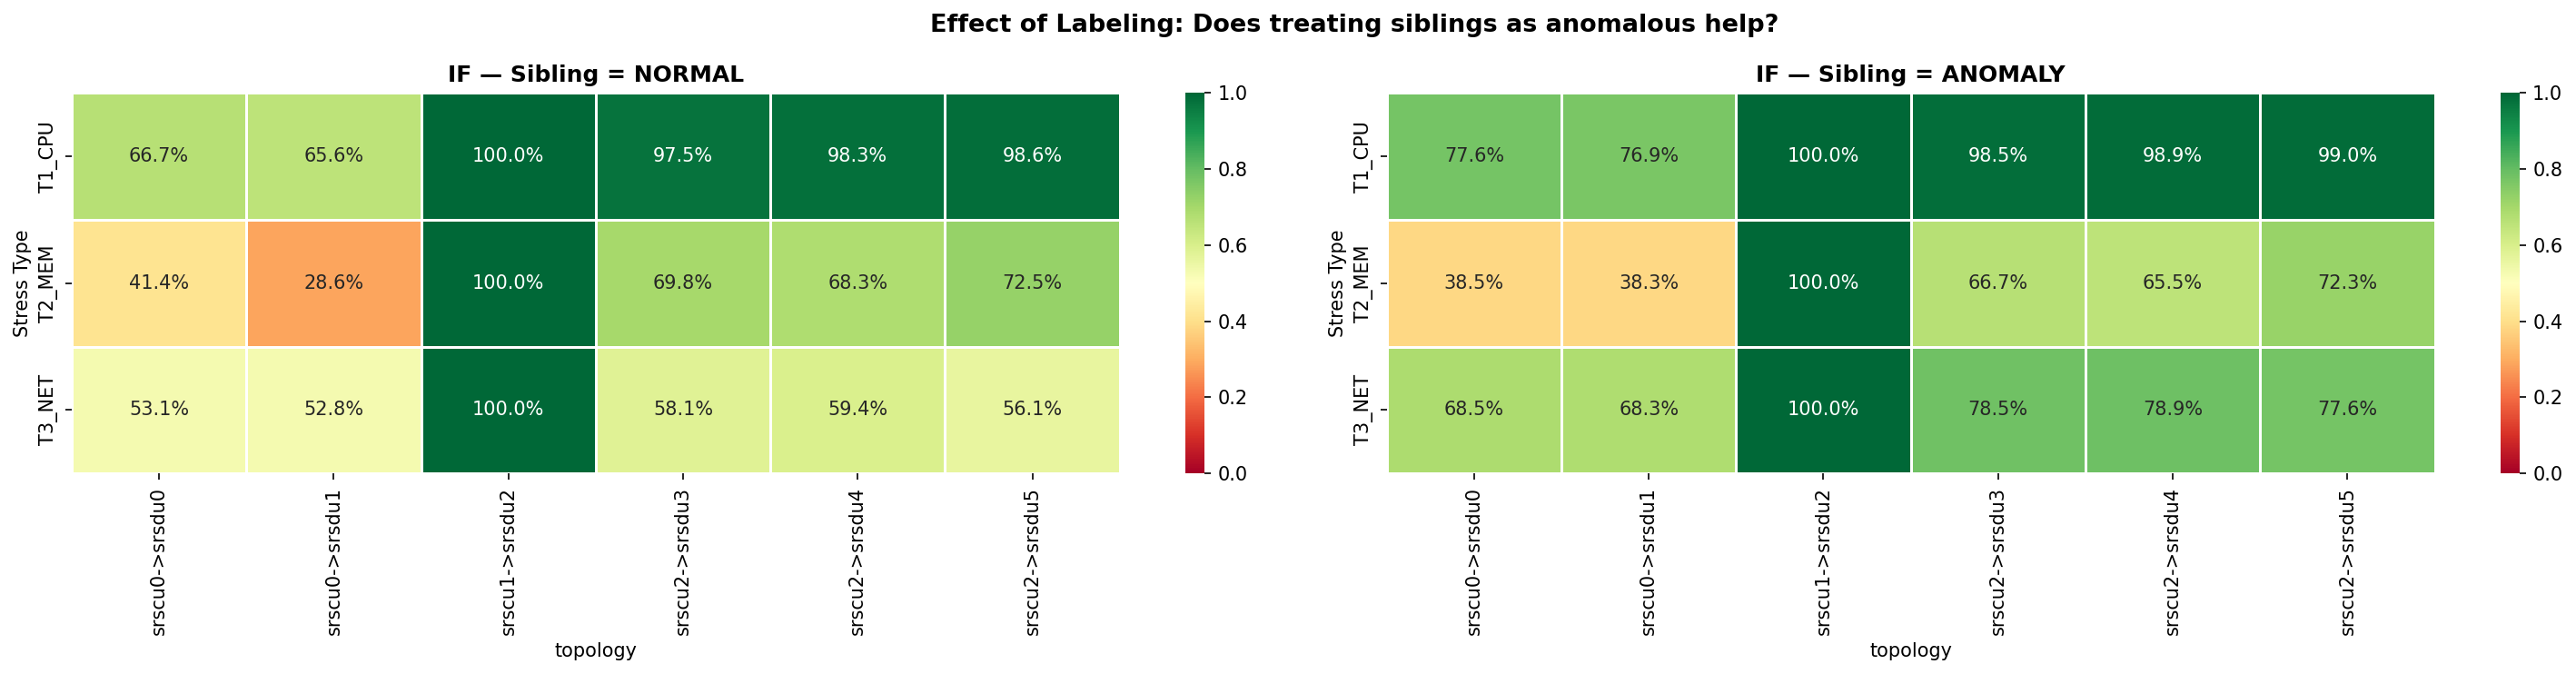 Effect of Labeling: Does treating siblings as anomalous help?
IF — Sibling = NORMAL
Stress Type
T1_CPU
66.7% 65.6% 100.0% 97.5% 98.3% 98.6%
T2_MEM
41.4% 28.6% 100.0% 69.8% 68.3% 72.5%
T3_NET
53.1% 52.8% 100.0% 58.1% 59.4% 56.1%
srscu0->srsdu0
srscu0->srsdu1
srscu1->srsdu2
srscu2->srsdu3
srscu2->srsdu4
srscu2->srsdu5
topology
1.0
0.8
0.6
0.4
0.2
0.0
IF — Sibling = ANOMALY
Stress Type
T1_CPU
77.6% 76.9% 100.0% 98.5% 98.9% 99.0%
T2_MEM
38.5% 38.3% 100.0% 66.7% 65.5% 72.3%
T3_NET
68.5% 68.3% 100.0% 78.5% 78.9% 77.6%
srscu0->srsdu0
srscu0->srsdu1
srscu1->srsdu2
srscu2->srsdu3
srscu2->srsdu4
srscu2->srsdu5
topology
1.0
0.8
0.6
0.4
0.2
0.0